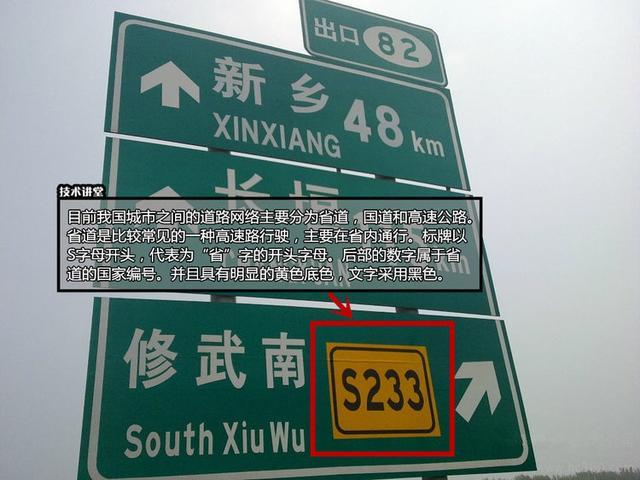 出口 82
新乡 48 km
XINXIANG
长垣
km
技术讲堂
目前我国城市之间的道路网络主要分为省道，国道和高速公路。
省道是比较常见的一种高速路行驶，主要在省内通行。标牌以
S字母开头，代表为“省”字的开头字母。后部的数字属于省
道的国家编号。并且具有明显的黄色底色，文字采用黑色。
修武南 S233
South Xiu Wu